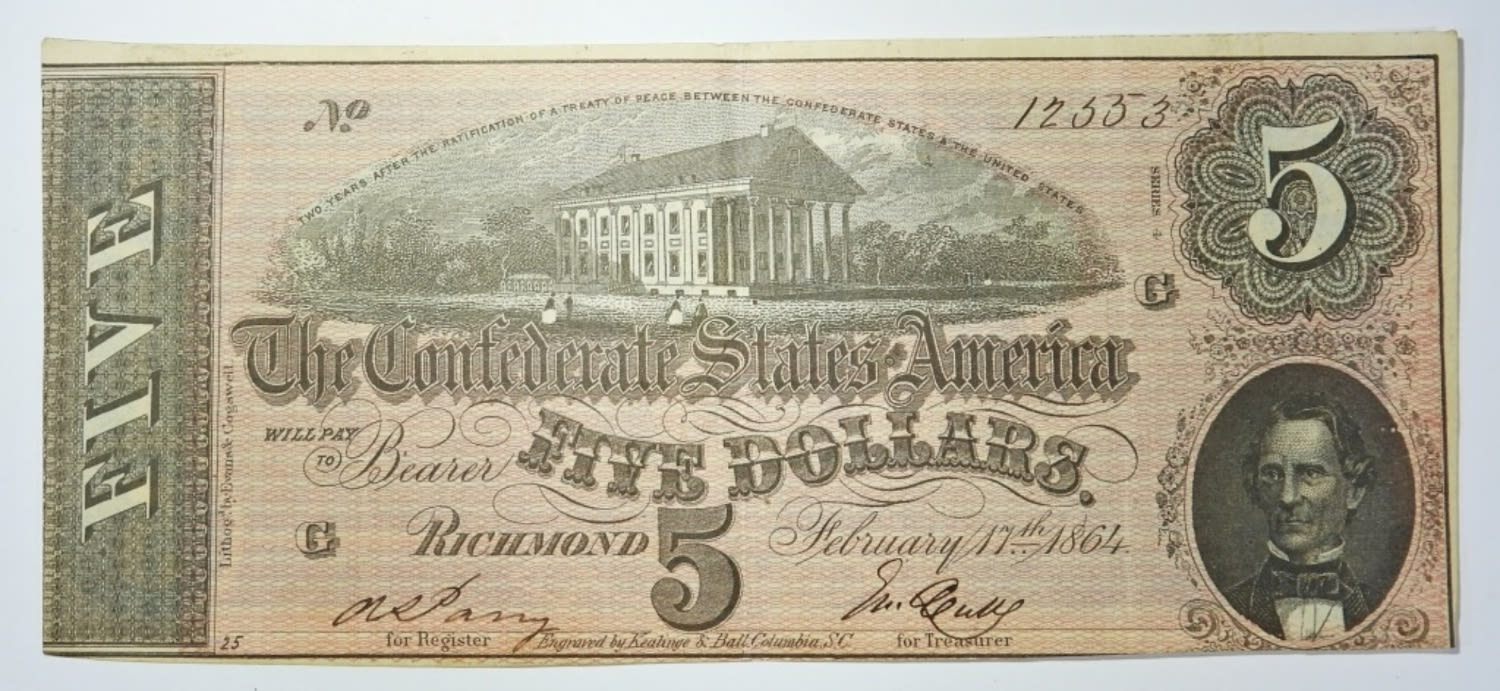 No 12353
TWO YEARS AFTER THE RATIFICATION OF A TREATY OF PEACE BETWEEN THE CONFEDERATE STATES & THE UNITED STATES
5
SERIES 4
G
FIVE
The Confederate States of America
WILL PAY TO Bearer FIVE DOLLARS.
G RICHMOND 5 February 17th 1864.
for Register
for Treasurer
Engraved by Keatinge & Ball, Columbia, S.C.
25
Lithog'd by Evans & Cogswell